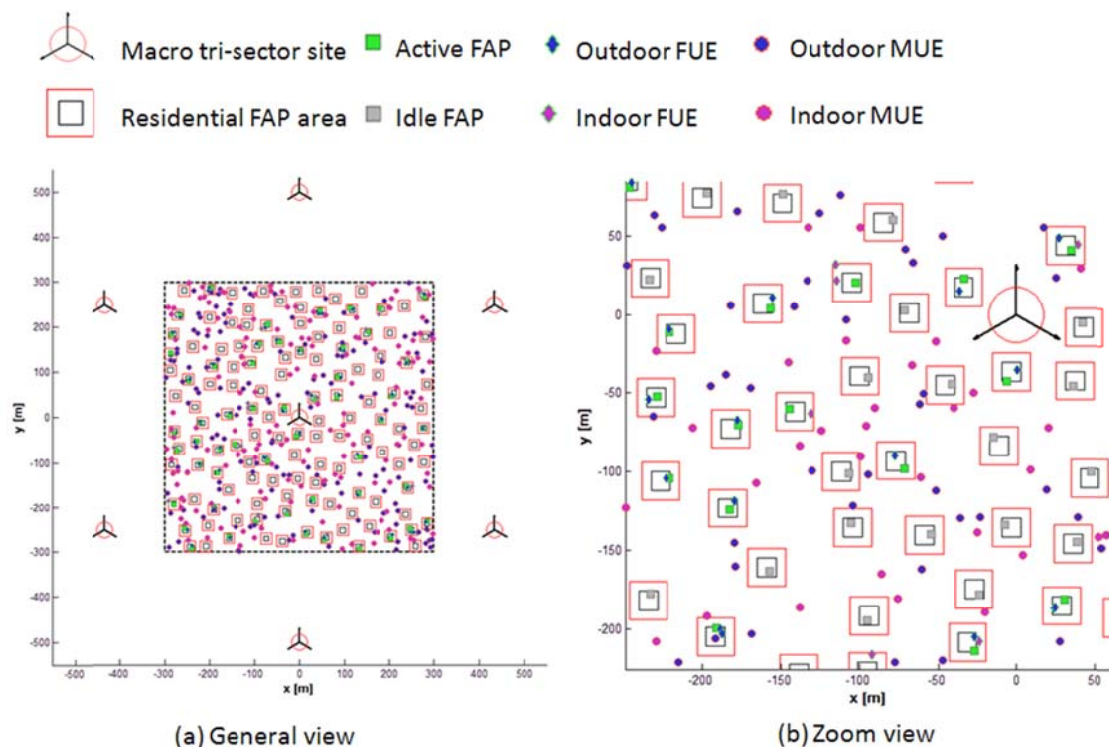 Macro tri-sector site Active FAP Outdoor FUE Outdoor MUE
Residential FAP area Idle FAP Indoor FUE Indoor MUE
500
400
300
200
100
0
-100
-200
-300
-400
-500
y [m]
-500 -400 -300 -200 -100 0 100 200 300 400 500
x [m]
(a) General view
50
0
-50
-100
-150
-200
y [m]
-200 -150 -100 -50 0 50
x [m]
(b) Zoom view